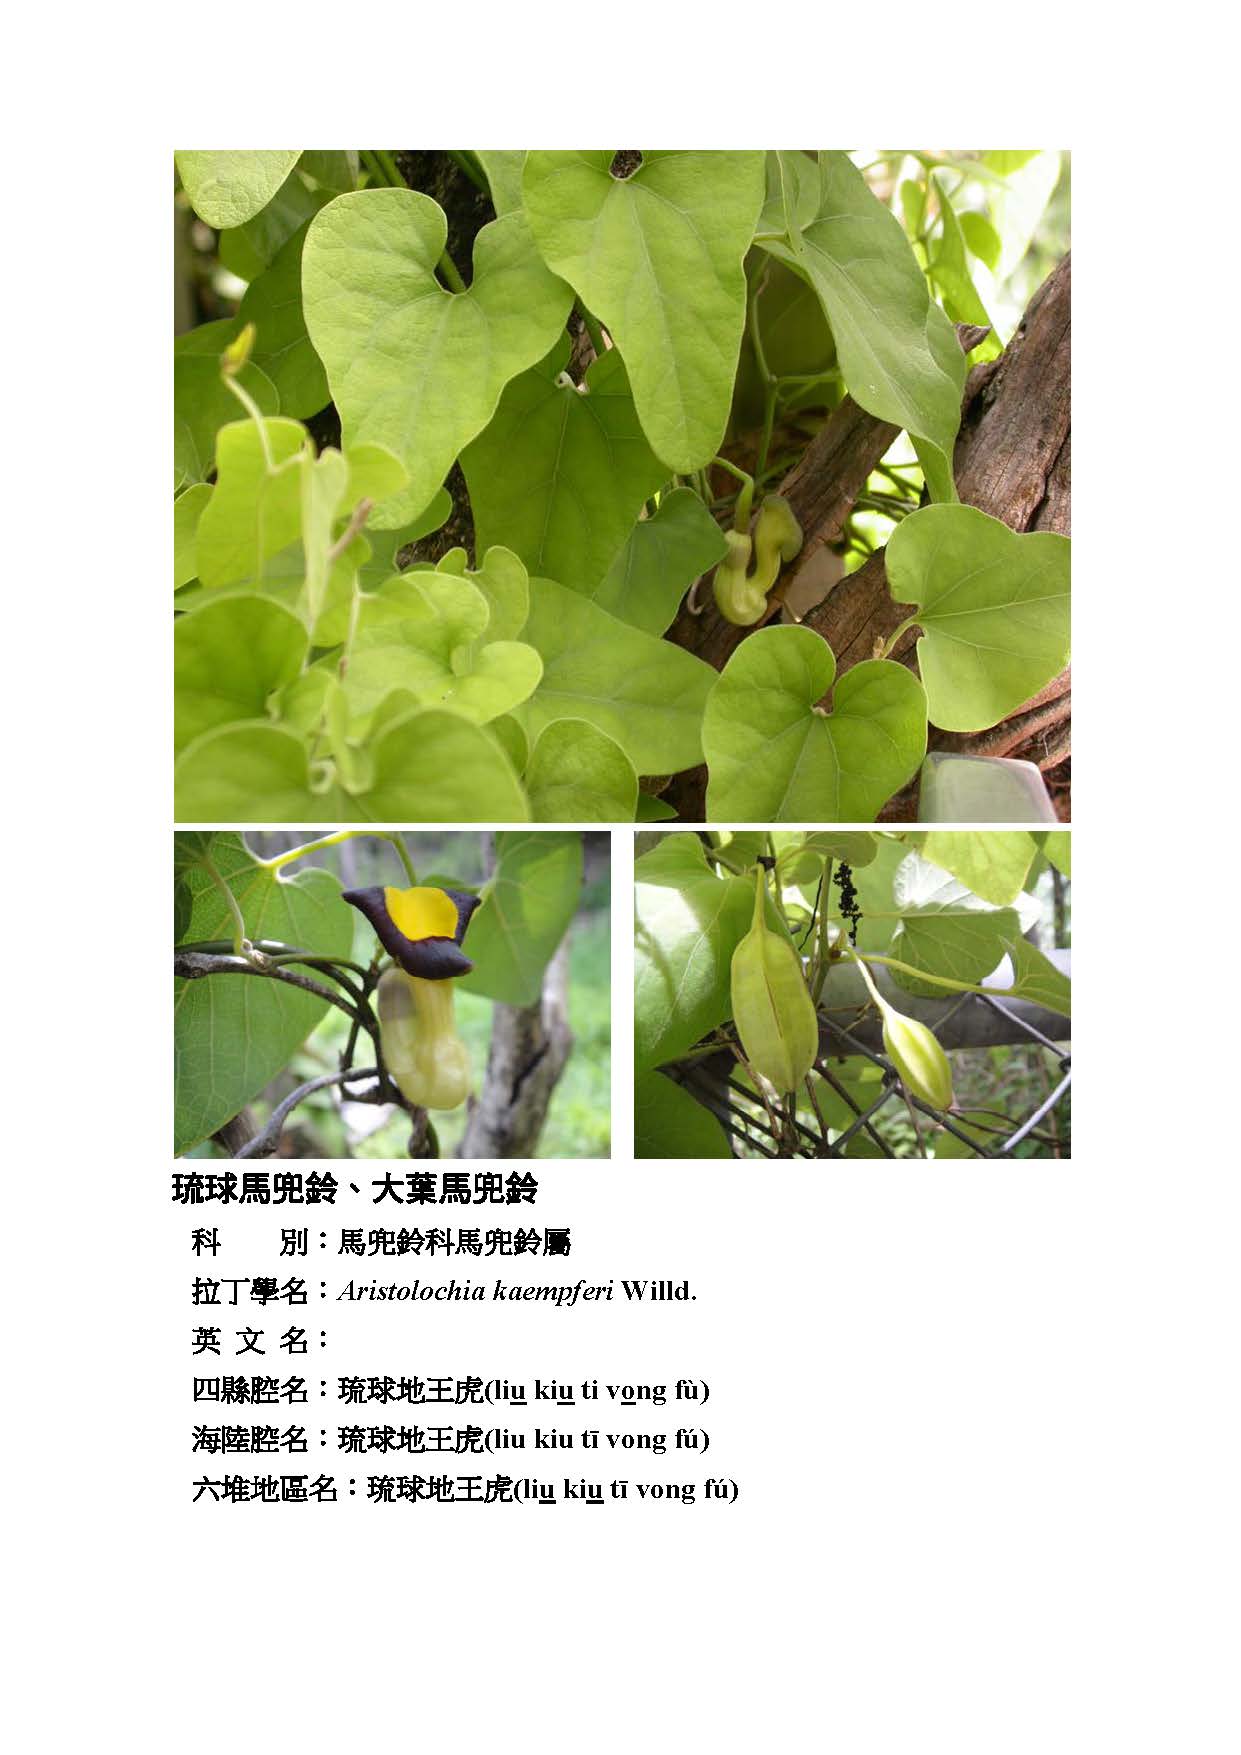 琉球馬兜鈴、大葉馬兜鈴
科　　別：馬兜鈴科馬兜鈴屬
拉丁學名：Aristolochia kaempferi Willd.
英 文 名：
四縣腔名：琉球地王虎(liu̲ kiu̲ ti vo̲ng fù)
海陸腔名：琉球地王虎(liu kiu tī vong fú)
六堆地區名：琉球地王虎(liu̲ kiu̲ tī vong fú)